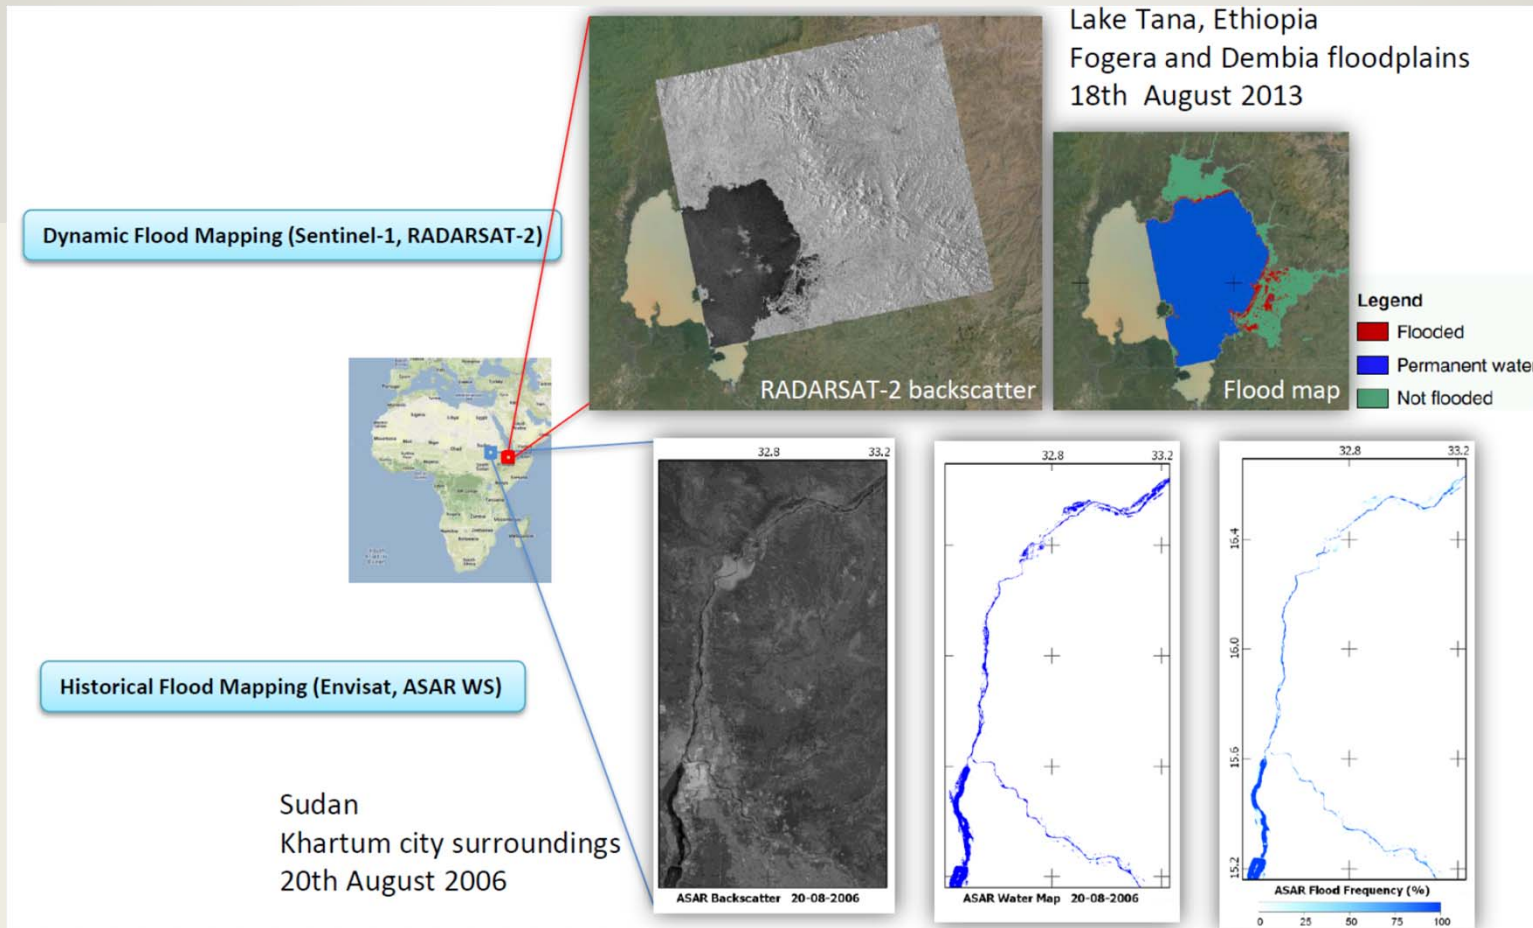 Lake Tana, Ethiopia
Fogera and Dembia floodplains
18th August 2013
Dynamic Flood Mapping (Sentinel-1, RADARSAT-2)
RADARSAT-2 backscatter
Flood map
Legend
Flooded
Permanent water
Not flooded
Historical Flood Mapping (Envisat, ASAR WS)
Sudan
Khartum city surroundings
20th August 2006
32.8 33.2
ASAR Backscatter 20-08-2006
32.8 33.2
ASAR Water Map 20-08-2006
32.8 33.2
16.4
16.0
15.6
15.2
ASAR Flood Frequency (%)
0 25 50 75 100